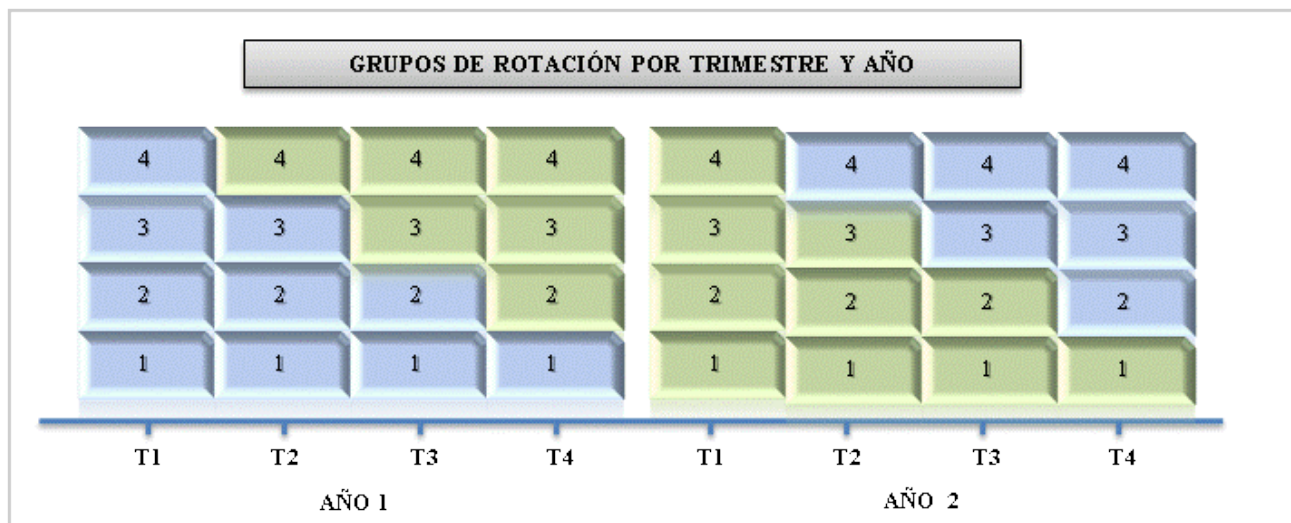 GRUPOS DE ROTACIÓN POR TRIMESTRE Y AÑO
4 4 4 4 4 4 4 4
3 3 3 3 3 3 3 3
2 2 2 2 2 2 2 2
1 1 1 1 1 1 1 1
T1 T2 T3 T4 T1 T2 T3 T4
AÑO 1 AÑO 2